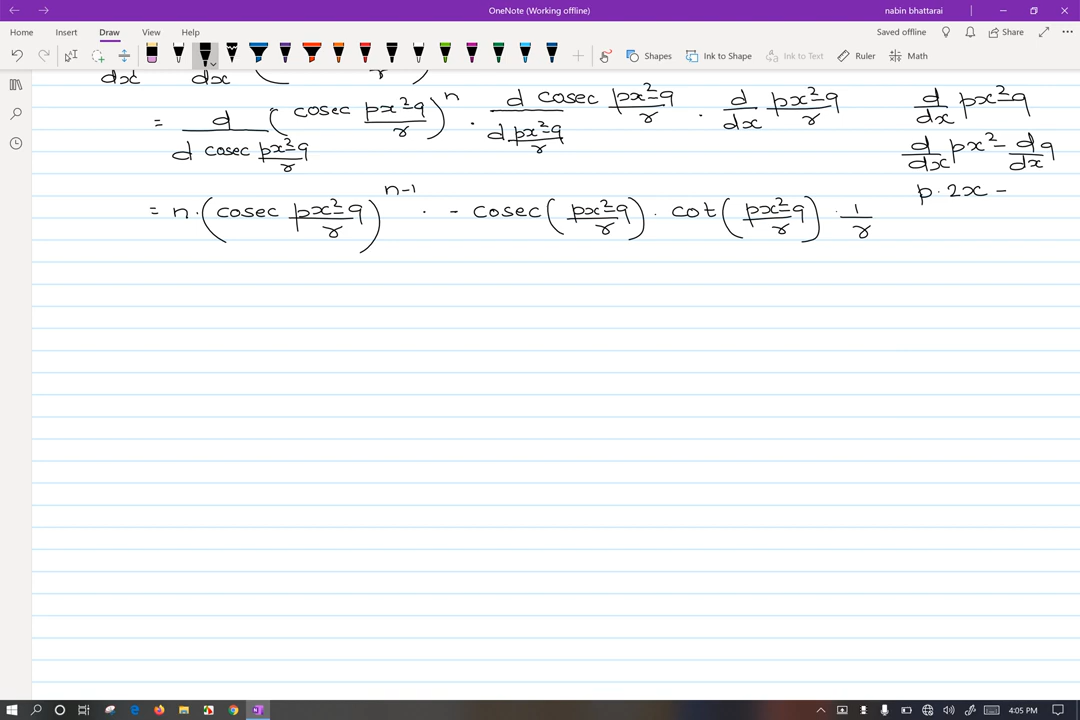 OneNote (Working offline)
nabin bhattarai
Home Insert Draw View Help
Saved offline Share
Shapes Ink to Shape Ink to Text Ruler Math
dx dx ( r )
= d/(d cosec (px²-q)/r) (cosec (px²-q)/r)^n · (d cosec (px²-q)/r)/(d (px²-q)/r) · d/dx (px²-q)/r
d/dx px²-q
d/dx px² - dq/dx
p·2x -
= n·(cosec (px²-q)/r)^(n-1) · - cosec((px²-q)/r) · cot((px²-q)/r) · 1/r
4:05 PM